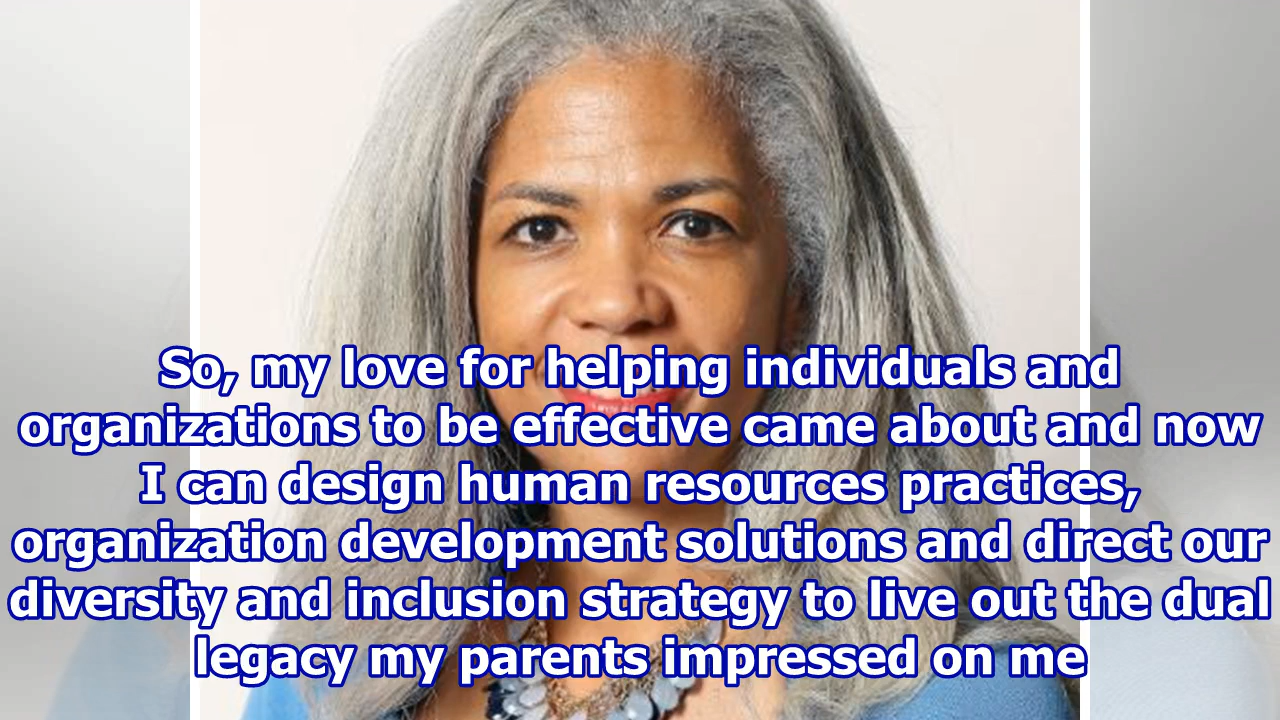 So, my love for helping individuals and
organizations to be effective came about and now
I can design human resources practices,
organization development solutions and direct our
diversity and inclusion strategy to live out the dual
legacy my parents impressed on me